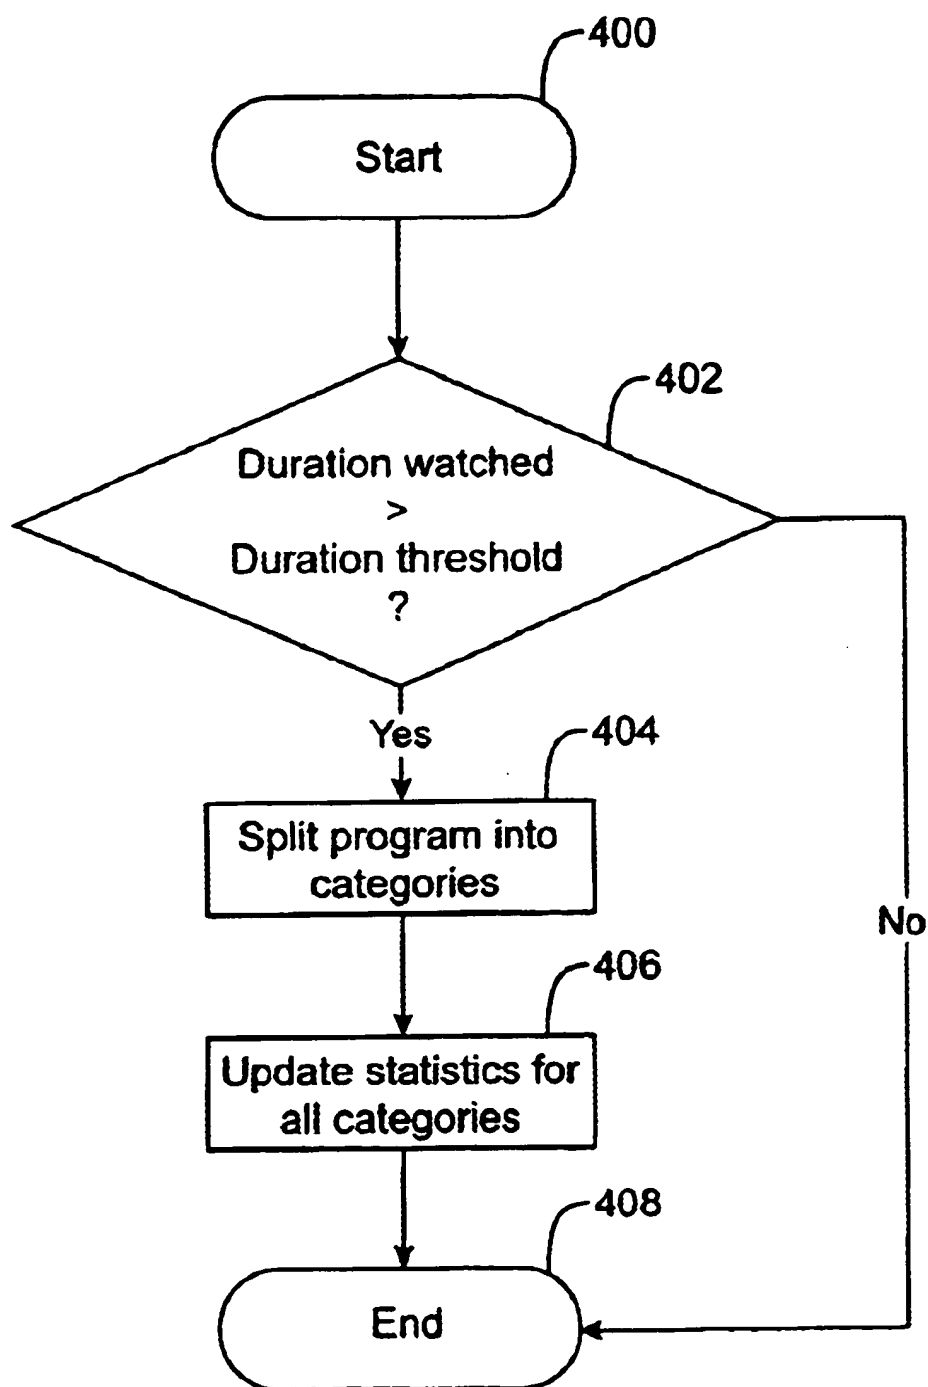 400
Start
402
Duration watched
>
Duration threshold
?
Yes
404
Split program into
categories
No
406
Update statistics for
all categories
408
End